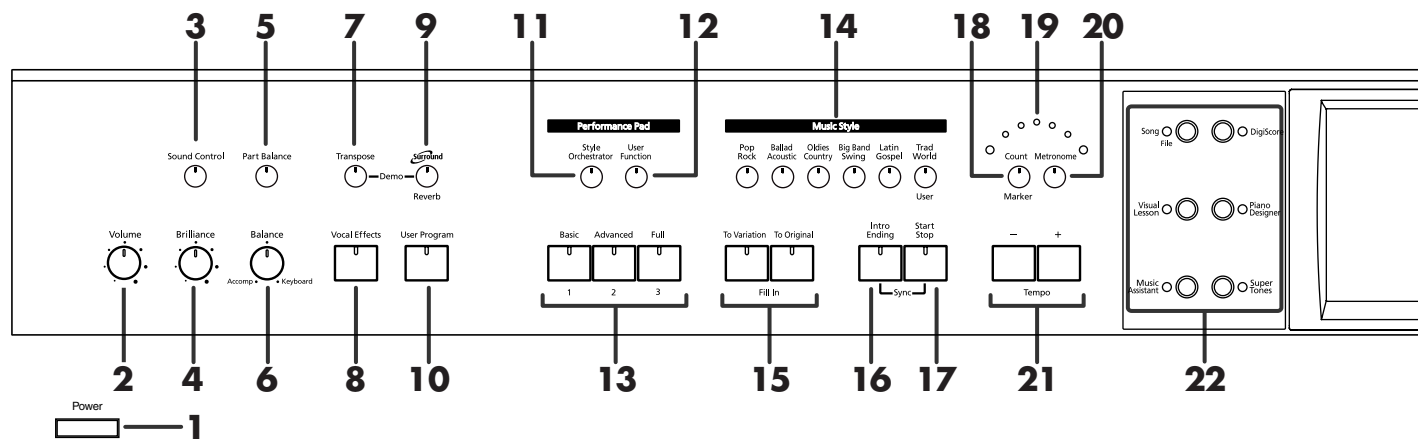 3 5 7 9 11 12 14 18 19 20
Performance Pad
Music Style
Sound Control
Part Balance
Transpose
Demo
Surround
Reverb
Style
Orchestrator
User
Function
Pop
Rock
Ballad
Acoustic
Oldies
Country
Big Band
Swing
Latin
Gospel
Trad
World
User
Count
Marker
Metronome
Song
File
DigiScore
Visual
Lesson
Piano
Designer
Music
Assistant
Super
Tones
Volume
Brilliance
Balance
Accomp
Keyboard
Vocal Effects
User Program
Basic
1
Advanced
2
Full
3
To Variation
To Original
Fill In
Intro
Ending
Start
Stop
Sync
− +
Tempo
2 4 6 8 10 13 15 16 17 21 22
Power
1